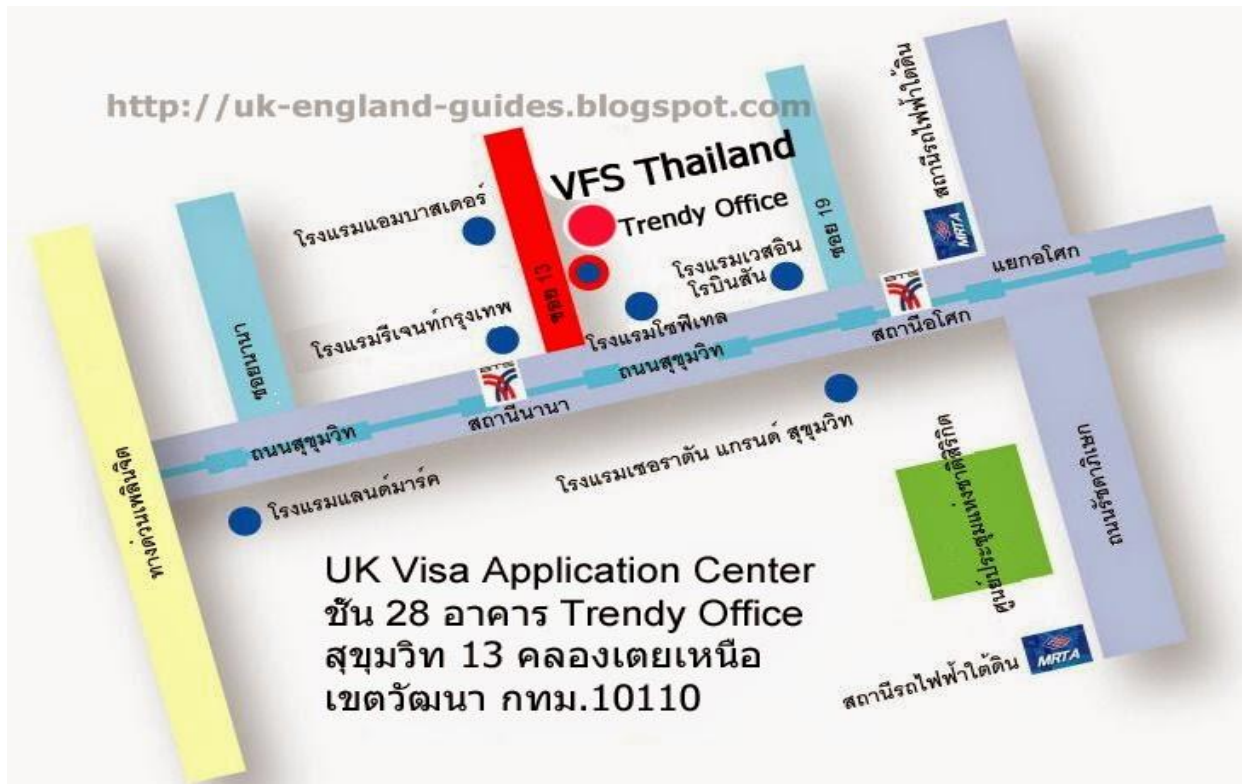 http://uk-england-guides.blogspot.com
VFS Thailand
Trendy Office
โรงแรมแอมบาสเดอร์
ซอย 13
ซอย 19
สถานีรถไฟฟ้าใต้ดิน
MRTA
โรงแรมเวสอิน
โรบินสัน
แยกอโศก
BTS
สถานีอโศก
โรงแรมรีเจนท์กรุงเทพ
โรงแรมโซฟีเทล
ซอยนานา
ถนนสุขุมวิท
BTS
สถานีนานา
ถนนสุขุมวิท
ทางด่วนเพลินจิต
โรงแรมแลนด์มาร์ค
โรงแรมเชอราตัน แกรนด์ สุขุมวิท
ศูนย์ประชุมแห่งชาติสิริกิต
ถนนรัชดาภิเษก
UK Visa Application Center
ชั้น 28 อาคาร Trendy Office
สุขุมวิท 13 คลองเตยเหนือ
เขตวัฒนา กทม.10110
สถานีรถไฟฟ้าใต้ดิน
MRTA